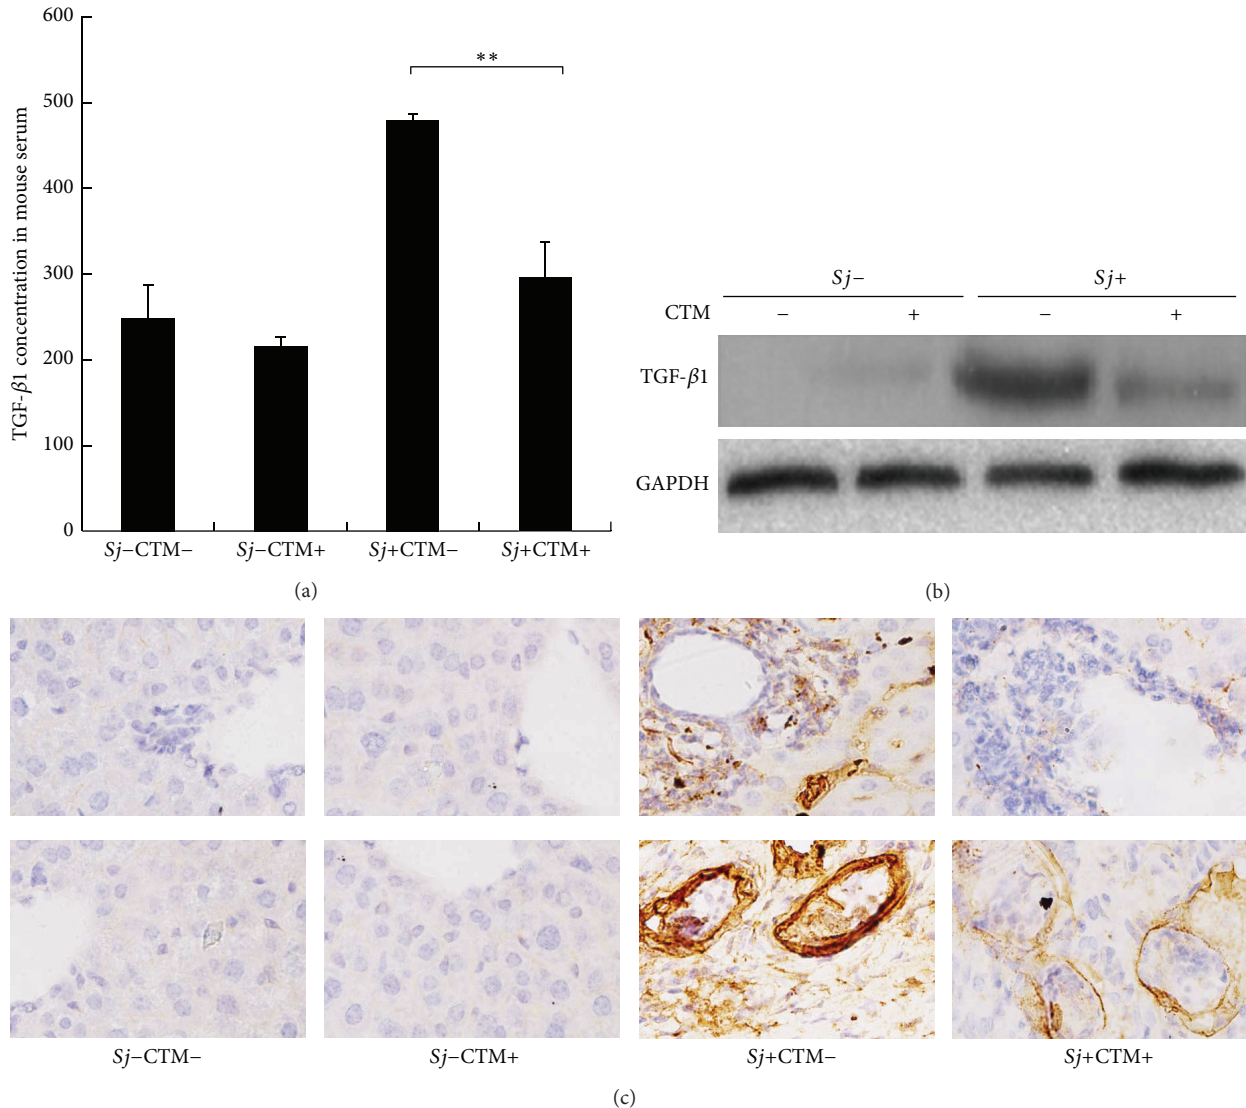 600
500
400
300
200
100
0
TGF-β1 concentration in mouse serum
**
Sj−CTM−
Sj−CTM+
Sj+CTM−
Sj+CTM+
(a)
Sj−
Sj+
CTM
−
+
−
+
TGF-β1
GAPDH
(b)
Sj−CTM−
Sj−CTM+
Sj+CTM−
Sj+CTM+
(c)